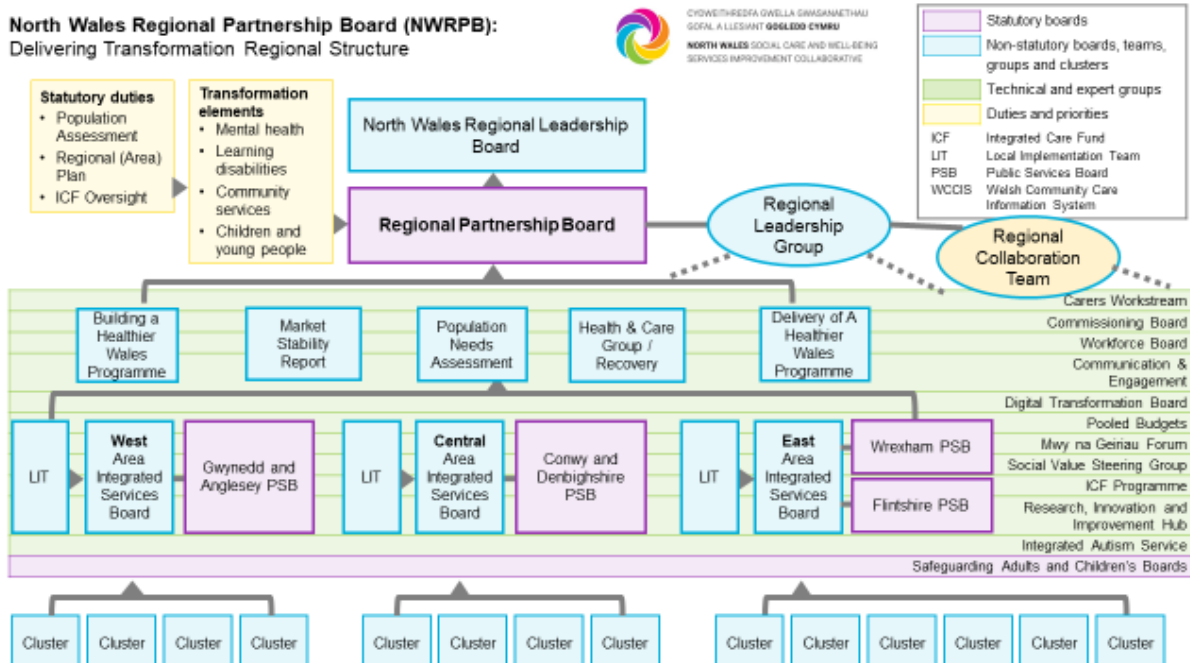 North Wales Regional Partnership Board (NWRPB):
Delivering Transformation Regional Structure
CYDWEITHREDFA GWELLA GWASANAETHAU
GOFAL A LLESIANT GOGLEDD CYMRU
NORTH WALES SOCIAL CARE AND WELL-BEING
SERVICES IMPROVEMENT COLLABORATIVE
Statutory boards
Non-statutory boards, teams,
groups and clusters
Technical and expert groups
Duties and priorities
ICF Integrated Care Fund
LIT Local Implementation Team
PSB Public Services Board
WCCIS Welsh Community Care
Information System
Statutory duties
• Population
Assessment
• Regional (Area)
Plan
• ICF Oversight
Transformation
elements
• Mental health
• Learning
disabilities
• Community
services
• Children and
young people
North Wales Regional Leadership
Board
Regional Partnership Board
Regional
Leadership
Group
Regional
Collaboration
Team
Building a
Healthier
Wales
Programme
Market
Stability
Report
Population
Needs
Assessment
Health & Care
Group /
Recovery
Delivery of A
Healthier
Wales
Programme
Carers Workstream
Commissioning Board
Workforce Board
Communication &
Engagement
Digital Transformation Board
Pooled Budgets
Mwy na Geiriau Forum
Social Value Steering Group
ICF Programme
Research, Innovation and
Improvement Hub
Integrated Autism Service
Safeguarding Adults and Children's Boards
LIT
West
Area
Integrated
Services
Board
Gwynedd and
Anglesey PSB
LIT
Central
Area
Integrated
Services
Board
Conwy and
Denbighshire
PSB
LIT
East
Area
Integrated
Services
Board
Wrexham PSB
Flintshire PSB
Cluster Cluster Cluster Cluster Cluster Cluster Cluster Cluster Cluster Cluster Cluster Cluster Cluster Cluster